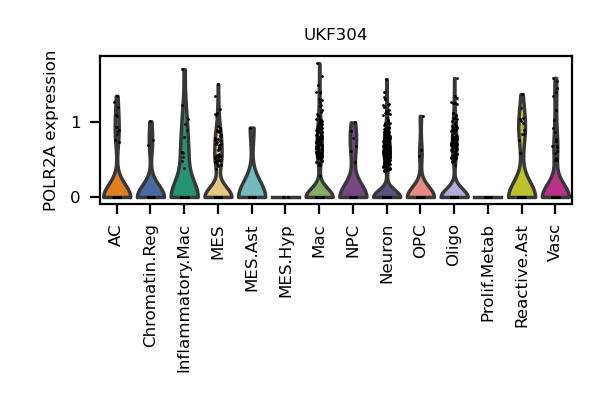 UKF304
POLR2A expression
1
0
AC
Chromatin.Reg
Inflammatory.Mac
MES
MES.Ast
MES.Hyp
Mac
NPC
Neuron
OPC
Oligo
Prolif.Metab
Reactive.Ast
Vasc